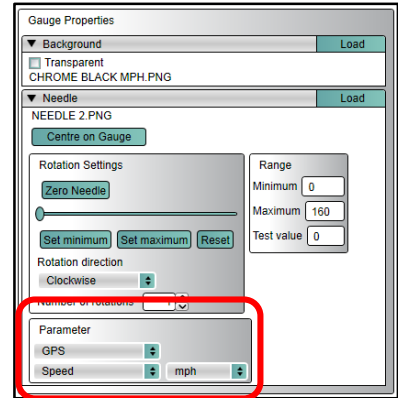 Gauge Properties
Background Load
Transparent
CHROME BLACK MPH.PNG
Needle Load
NEEDLE 2.PNG
Centre on Gauge
Rotation Settings
Zero Needle
Set minimum Set maximum Reset
Rotation direction
Clockwise
Number of rotations
Range
Minimum 0
Maximum 160
Test value 0
Parameter
GPS
Speed mph